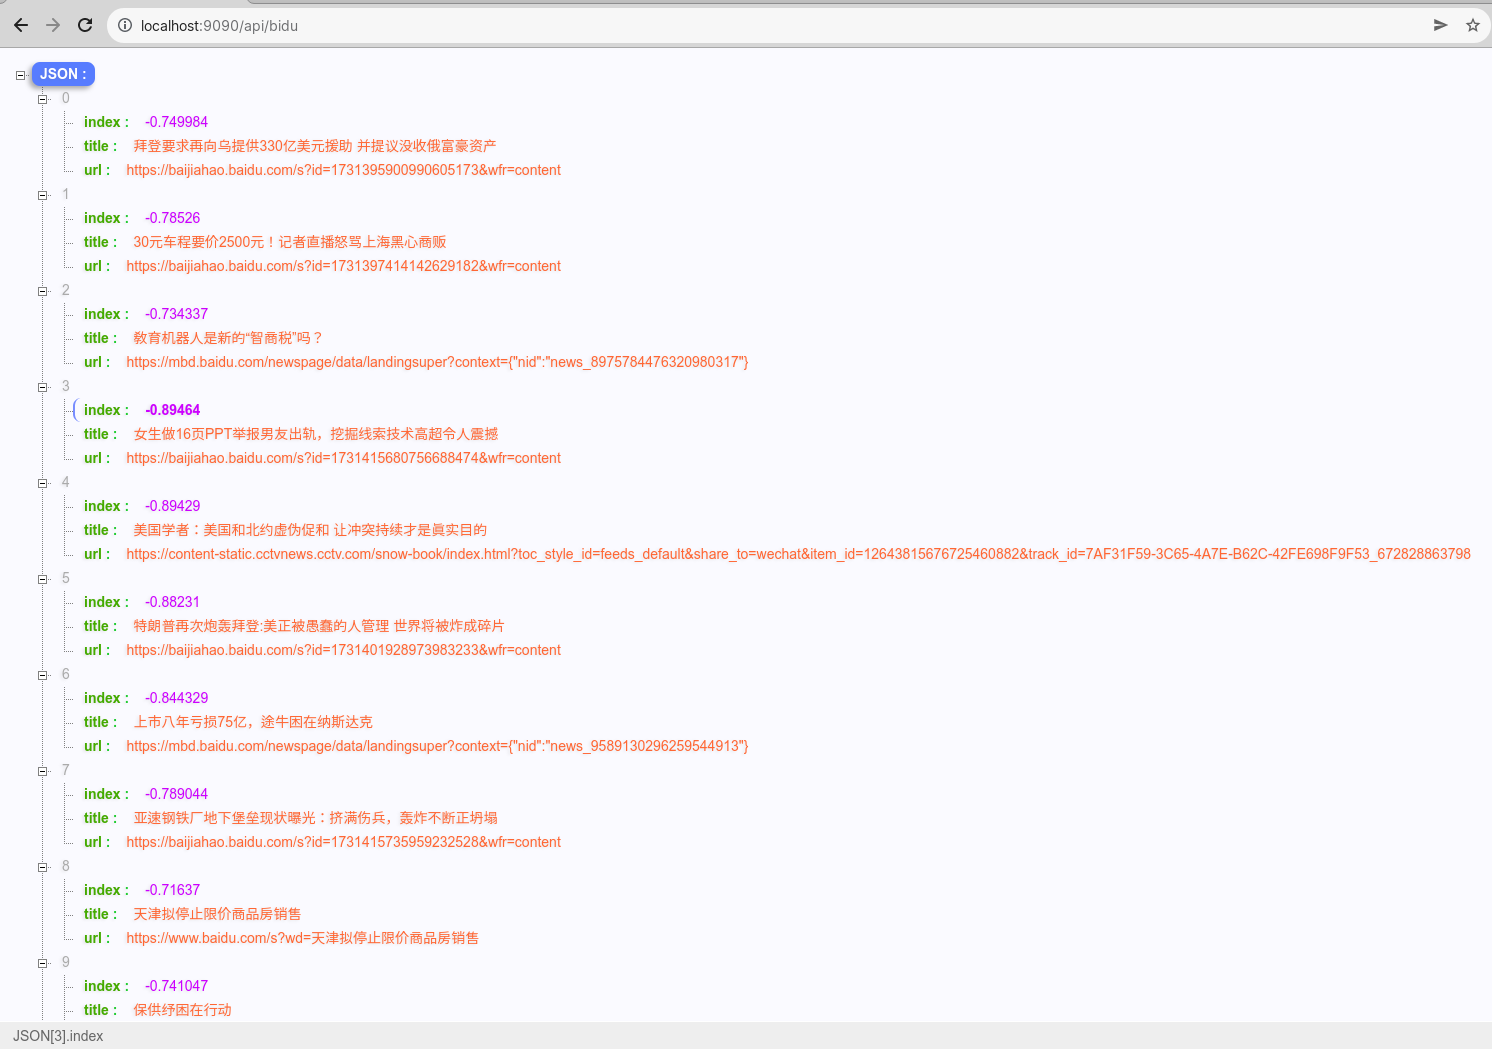 localhost:9090/api/bidu
JSON :
0
index : -0.749984
title : 拜登要求再向乌提供330亿美元援助 并提议没收俄富豪资产
url : https://baijiahao.baidu.com/s?id=1731395900990605173&wfr=content
1
index : -0.78526
title : 30元车程要价2500元！记者直播怒骂上海黑心商贩
url : https://baijiahao.baidu.com/s?id=1731397414142629182&wfr=content
2
index : -0.734337
title : 教育机器人是新的“智商税”吗？
url : https://mbd.baidu.com/newspage/data/landingsuper?context={"nid":"news_8975784476320980317"}
3
index : -0.89464
title : 女生做16页PPT举报男友出轨，挖掘线索技术高超令人震撼
url : https://baijiahao.baidu.com/s?id=1731415680756688474&wfr=content
4
index : -0.89429
title : 美国学者：美国和北约虚伪促和 让冲突持续才是真实目的
url : https://content-static.cctvnews.cctv.com/snow-book/index.html?toc_style_id=feeds_default&share_to=wechat&item_id=12643815676725460882&track_id=7AF31F59-3C65-4A7E-B62C-42FE698F9F53_672828863798
5
index : -0.88231
title : 特朗普再次炮轰拜登:美正被愚蠢的人管理 世界将被炸成碎片
url : https://baijiahao.baidu.com/s?id=1731401928973983233&wfr=content
6
index : -0.844329
title : 上市八年亏损75亿，途牛困在纳斯达克
url : https://mbd.baidu.com/newspage/data/landingsuper?context={"nid":"news_9589130296259544913"}
7
index : -0.789044
title : 亚速钢铁厂地下堡垒现状曝光：挤满伤兵，轰炸不断正坍塌
url : https://baijiahao.baidu.com/s?id=1731415735959232528&wfr=content
8
index : -0.71637
title : 天津拟停止限价商品房销售
url : https://www.baidu.com/s?wd=天津拟停止限价商品房销售
9
index : -0.741047
title : 保供纾困在行动
JSON[3].index